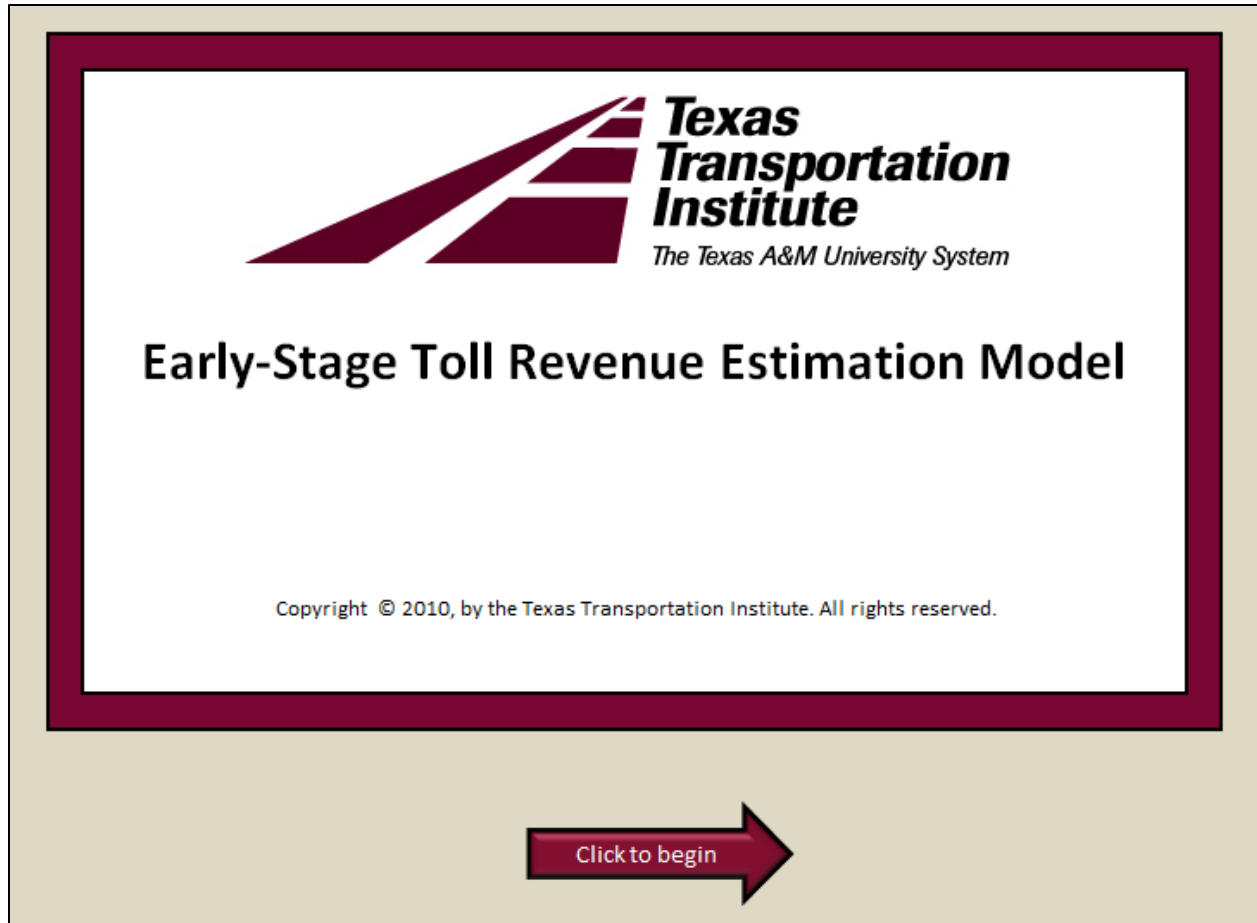 Texas
Transportation
Institute
The Texas A&M University System
Early-Stage Toll Revenue Estimation Model
Copyright © 2010, by the Texas Transportation Institute. All rights reserved.
Click to begin